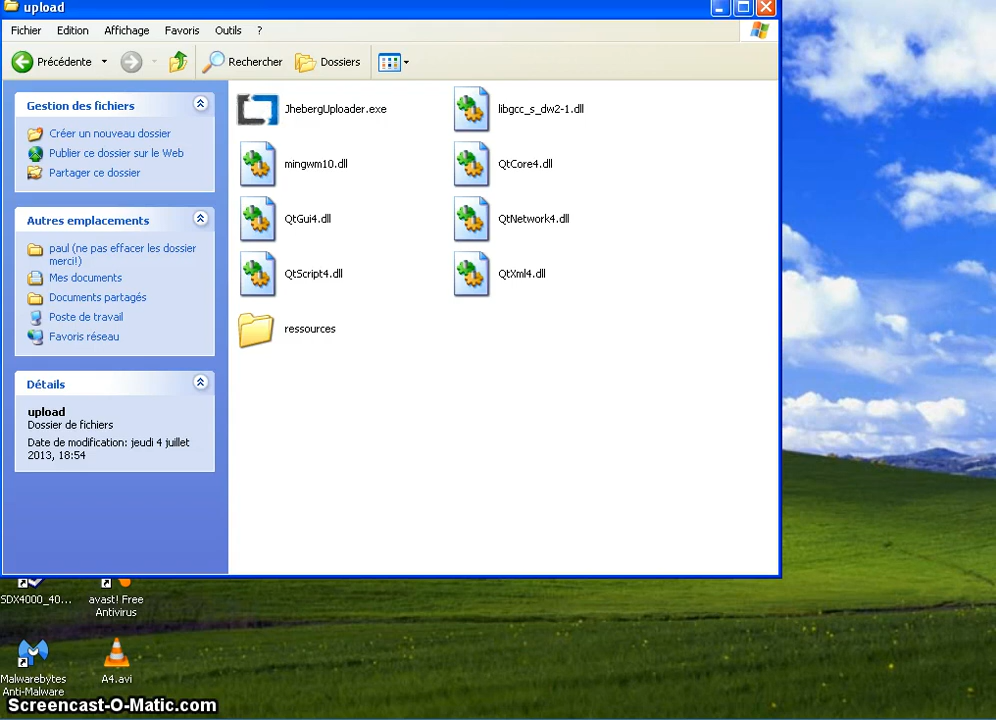 upload
Fichier Edition Affichage Favoris Outils ?
Précédente Rechercher Dossiers
Gestion des fichiers
Créer un nouveau dossier
Publier ce dossier sur le Web
Partager ce dossier
Autres emplacements
paul (ne pas effacer les dossier
merci!)
Mes documents
Documents partagés
Poste de travail
Favoris réseau
Détails
upload
Dossier de fichiers
Date de modification: jeudi 4 juillet
2013, 18:54
JhebergUploader.exe libgcc_s_dw2-1.dll
mingwm10.dll QtCore4.dll
QtGui4.dll QtNetwork4.dll
QtScript4.dll QtXml4.dll
ressources
SDX4000_40... avast! Free
Antivirus
Malwarebytes
Anti-Malware
A4.avi
Screencast-O-Matic.com